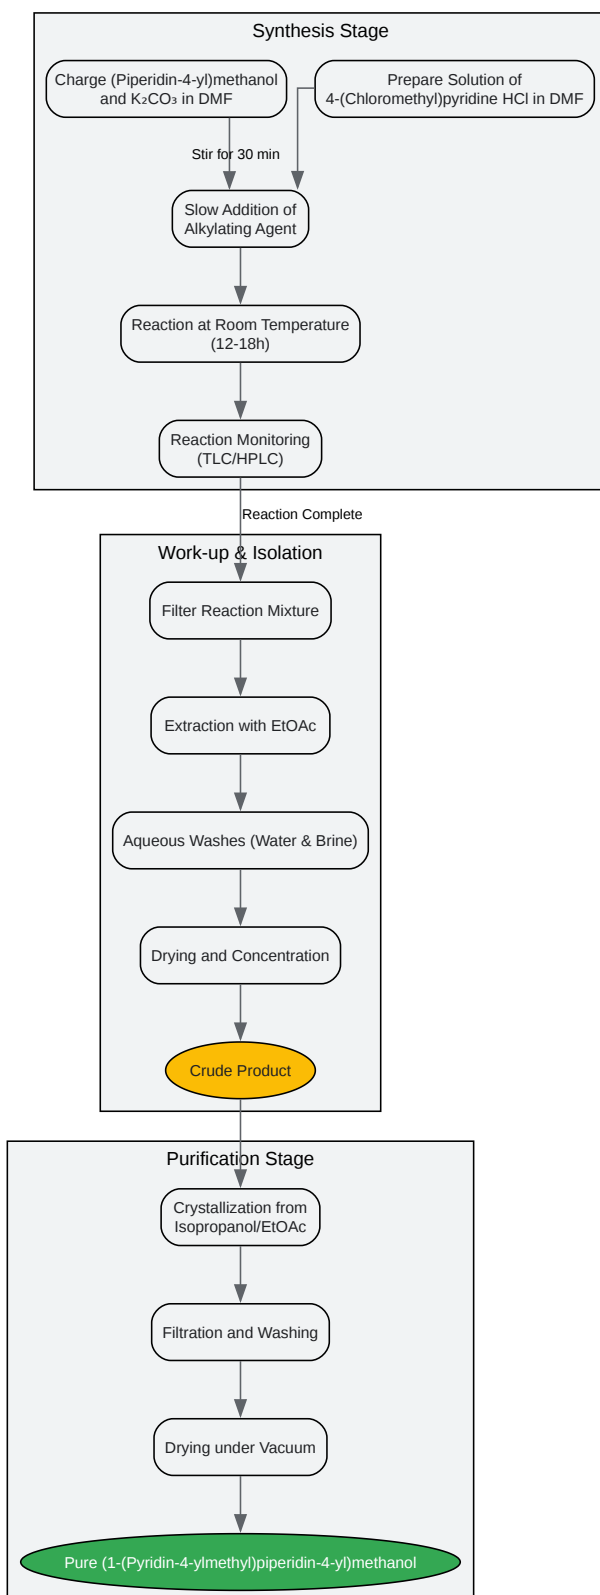 Synthesis Stage
Charge (Piperidin-4-yl)methanol
and K₂CO₃ in DMF
Prepare Solution of
4-(Chloromethyl)pyridine HCl in DMF
Stir for 30 min
Slow Addition of
Alkylating Agent
Reaction at Room Temperature
(12-18h)
Reaction Monitoring
(TLC/HPLC)
Reaction Complete
Work-up & Isolation
Filter Reaction Mixture
Extraction with EtOAc
Aqueous Washes (Water & Brine)
Drying and Concentration
Crude Product
Purification Stage
Crystallization from
Isopropanol/EtOAc
Filtration and Washing
Drying under Vacuum
Pure (1-(Pyridin-4-ylmethyl)piperidin-4-yl)methanol